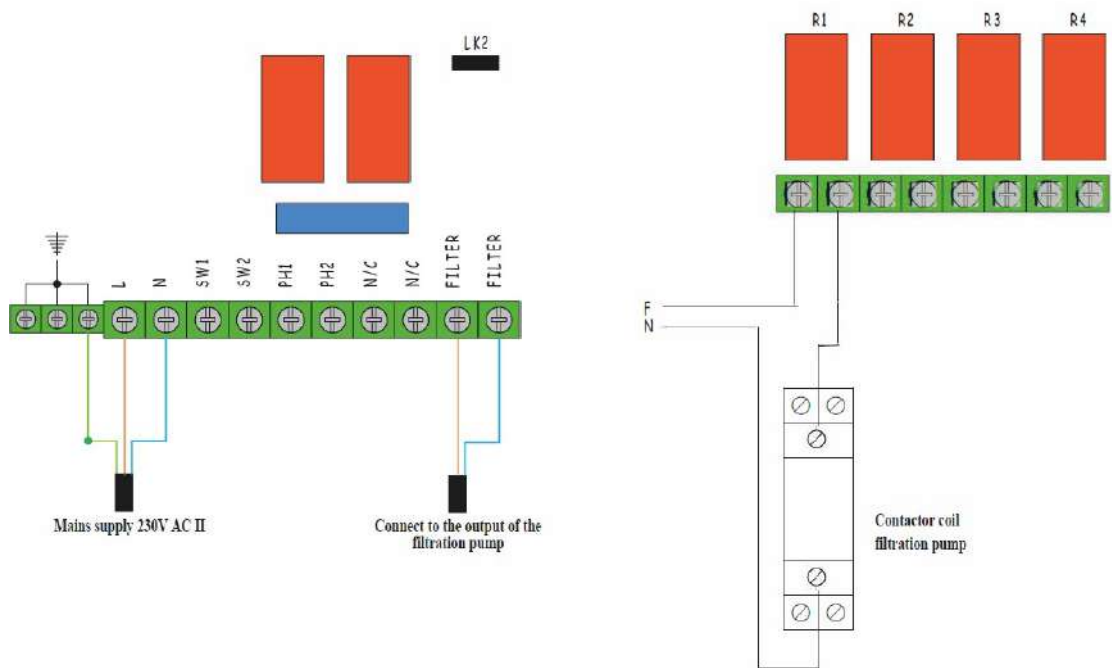 LK2
L
N
SW1
SW2
PH1
PH2
N/C
N/C
FILTER
FILTER
Mains supply 230V AC II
Connect to the output of the
filtration pump
R1
R2
R3
R4
F
N
Contactor coil
filtration pump